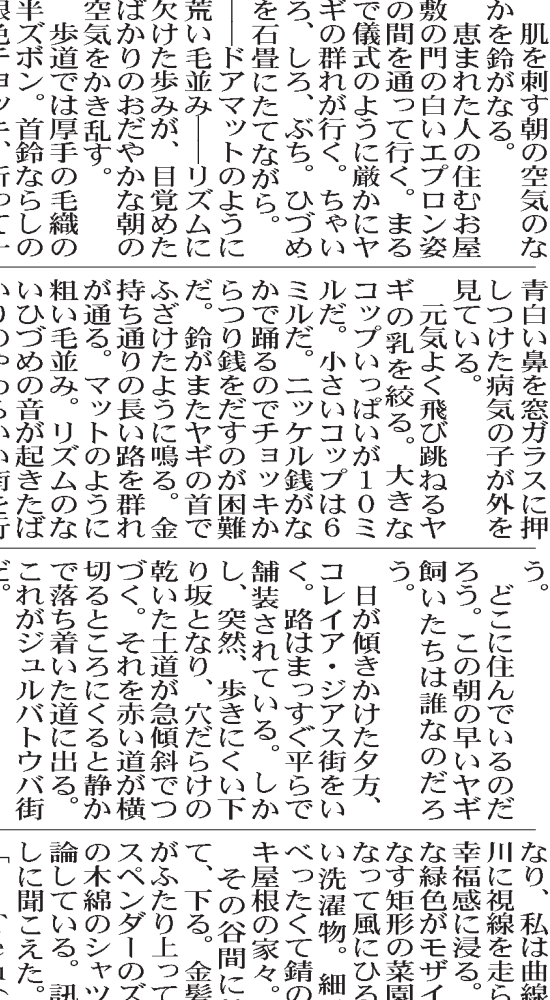 肌を刺す朝の空気のな
かを鈴がなる。
恵まれた人の住むお屋
敷の門の白いエプロン姿
の間を通って行く。まる
で儀式のように厳かにヤ
ギの群れが行く。ちゃい
ろ、しろ、ぶち。ひづめ
を石畳にたてながら。
――ドアマットのように
荒い毛並み――リズムに
欠けた歩みが、目覚めた
ばかりのおだやかな朝の
空気をかき乱す。
歩道では厚手の毛織の
半ズボン。首鈴ならしの
青白い鼻を窓ガラスに押
しつけた病気の子が外を
見ている。
元気よく飛び跳ねるヤ
ギの乳を絞る。大きな
コップいっぱいが10ミ
ルだ。小さいコップは6
ミルだ。ニッケル銭がな
かで踊るのでチョッキか
らつり銭をだすのが困難
だ。鈴がまたヤギの首で
ふざけたように鳴る。金
持ち通りの長い路を群れ
が通る。マットのように
粗い毛並み。リズムのな
いひづめの音が起きたば
う。
どこに住んでいるのだ
ろう。この朝の早いヤギ
飼いたちは誰なのだろ
う。
日が傾きかけた夕方、
コレイア・ジアス街をい
く。路はまっすぐ平らで
舗装されている。しか
し、突然、歩きにくい下
り坂となり、穴だらけの
乾いた土道が急傾斜でつ
づく。それを赤い道が横
切るところにくると静か
で落ち着いた道に出る。
これがジュルバトウバ街
だ。
なり、私は曲線
川に視線を走ら
幸福感に浸る。
な緑色がモザイ
なす矩形の菜園
なって風にひる
い洗濯物。細
べったくて錆の
キ屋根の家々。
その谷間に
て、下る。金髪
がふたり上って
スペンダーのズ
の木綿のシャツ
論している。訊
しに聞こえた。